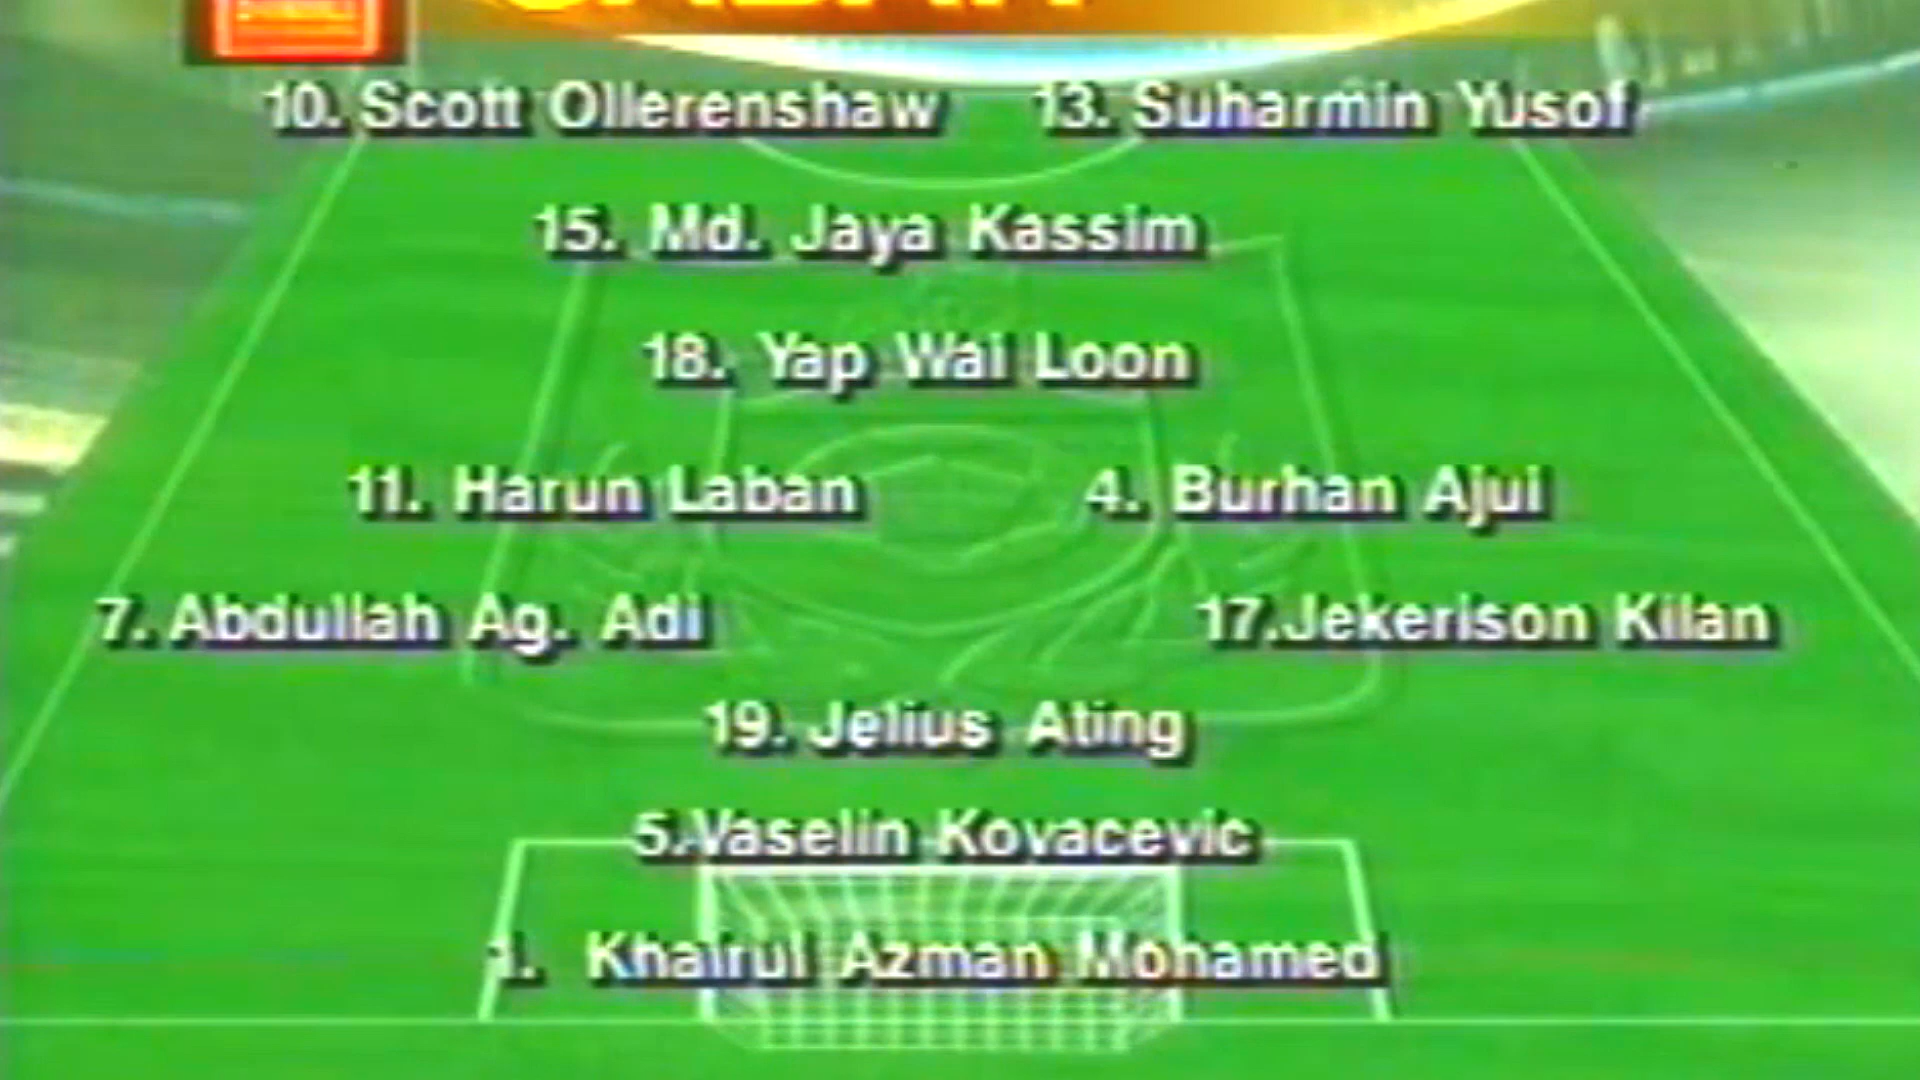 10. Scott Ollerenshaw 13. Suharmin Yusof
15. Md. Jaya Kassim
18. Yap Wai Loon
11. Harun Laban 4. Burhan Ajui
7. Abdullah Ag. Adi 17.Jekerison Kilan
19. Jelius Ating
5.Vaselin Kovacevic
1. Khairul Azman Mohamed